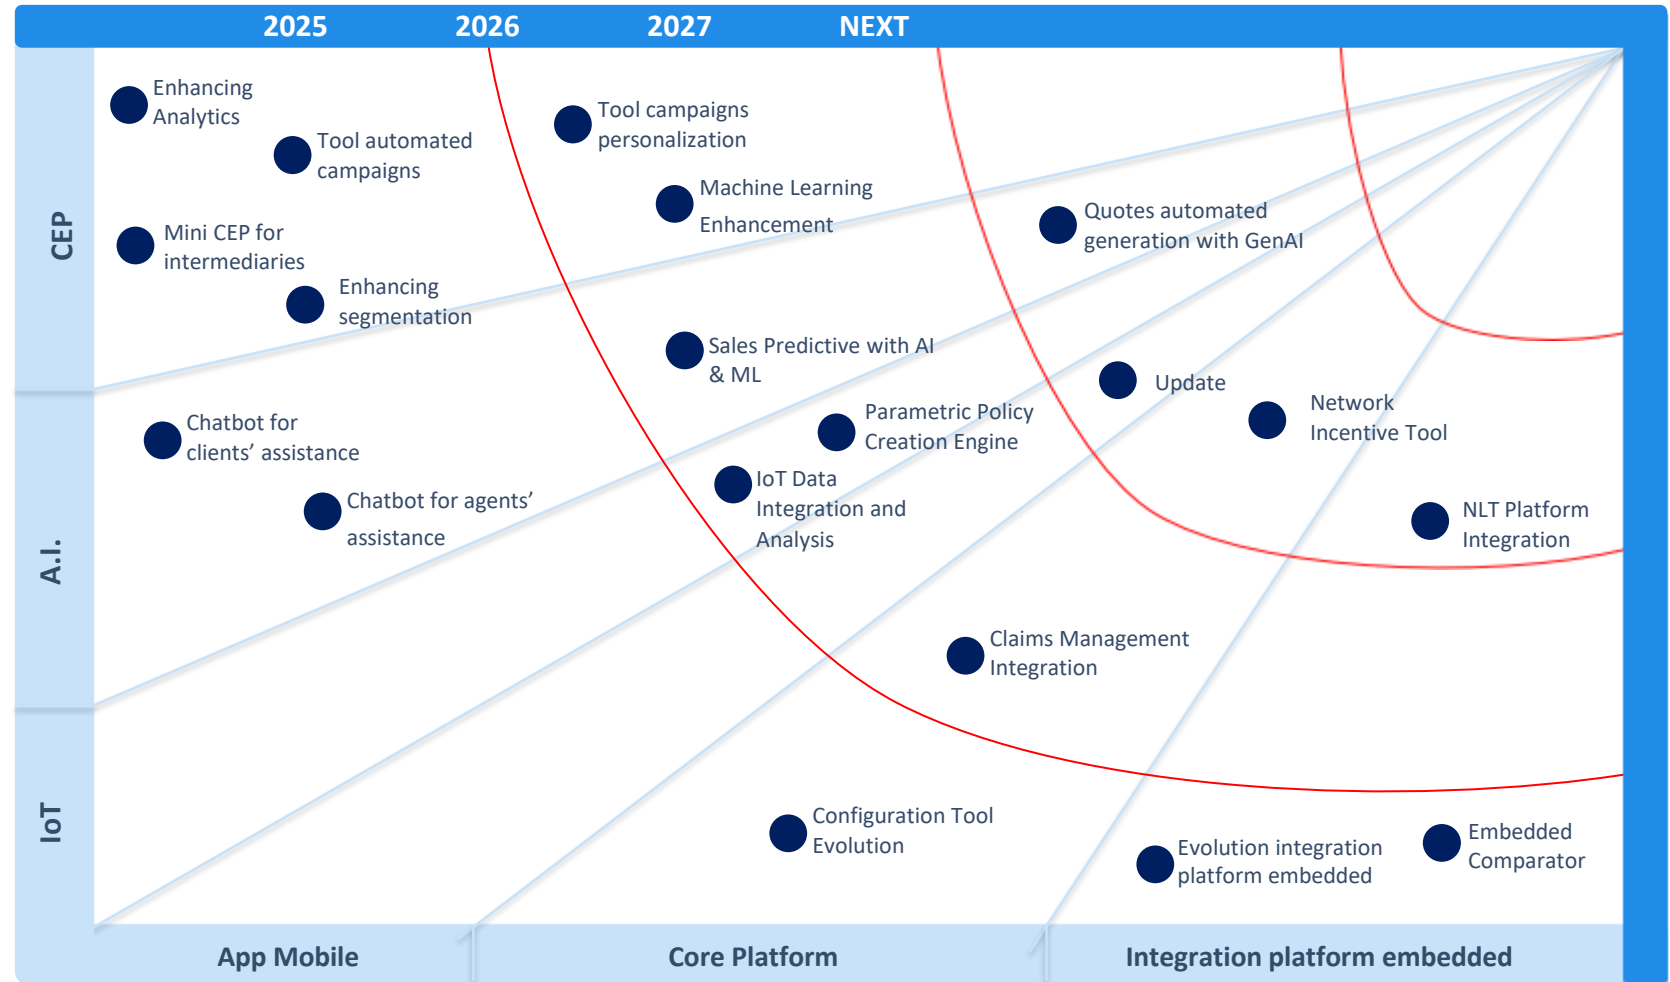 2025
2026
2027
NEXT
CEP
A.I.
IoT
Enhancing
Analytics
Tool automated
campaigns
Mini CEP for
intermediaries
Enhancing
segmentation
Tool campaigns
personalization
Machine Learning
Enhancement
Quotes automated
generation with GenAI
Chatbot for
clients’ assistance
Chatbot for agents’
assistance
Sales Predictive with AI
& ML
Parametric Policy
Creation Engine
IoT Data
Integration and
Analysis
Update
Network
Incentive Tool
NLT Platform
Integration
Claims Management
Integration
Configuration Tool
Evolution
Evolution integration
platform embedded
Embedded
Comparator
App Mobile
Core Platform
Integration platform embedded